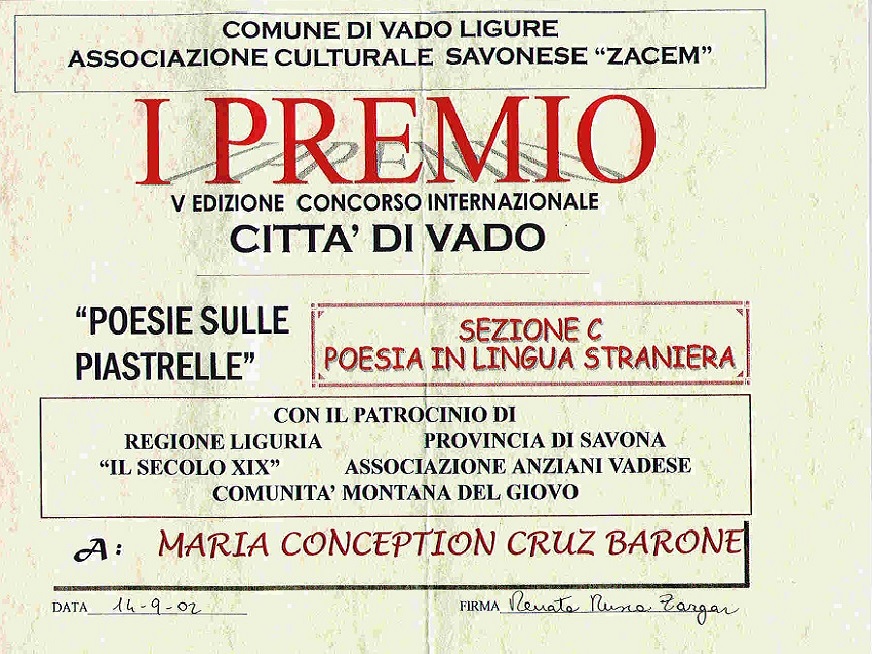 COMUNE DI VADO LIGURE
ASSOCIAZIONE CULTURALE SAVONESE “ZACEM”
I PREMIO
V EDIZIONE CONCORSO INTERNAZIONALE
CITTA’ DI VADO
“POESIE SULLE
PIASTRELLE”
SEZIONE C
POESIA IN LINGUA STRANIERA
CON IL PATROCINIO DI
REGIONE LIGURIA PROVINCIA DI SAVONA
“IL SECOLO XIX” ASSOCIAZIONE ANZIANI VADESE
COMUNITA’ MONTANA DEL GIOVO
A: MARIA CONCEPTION CRUZ BARONE
DATA 14-9-02 FIRMA Renata Zargar